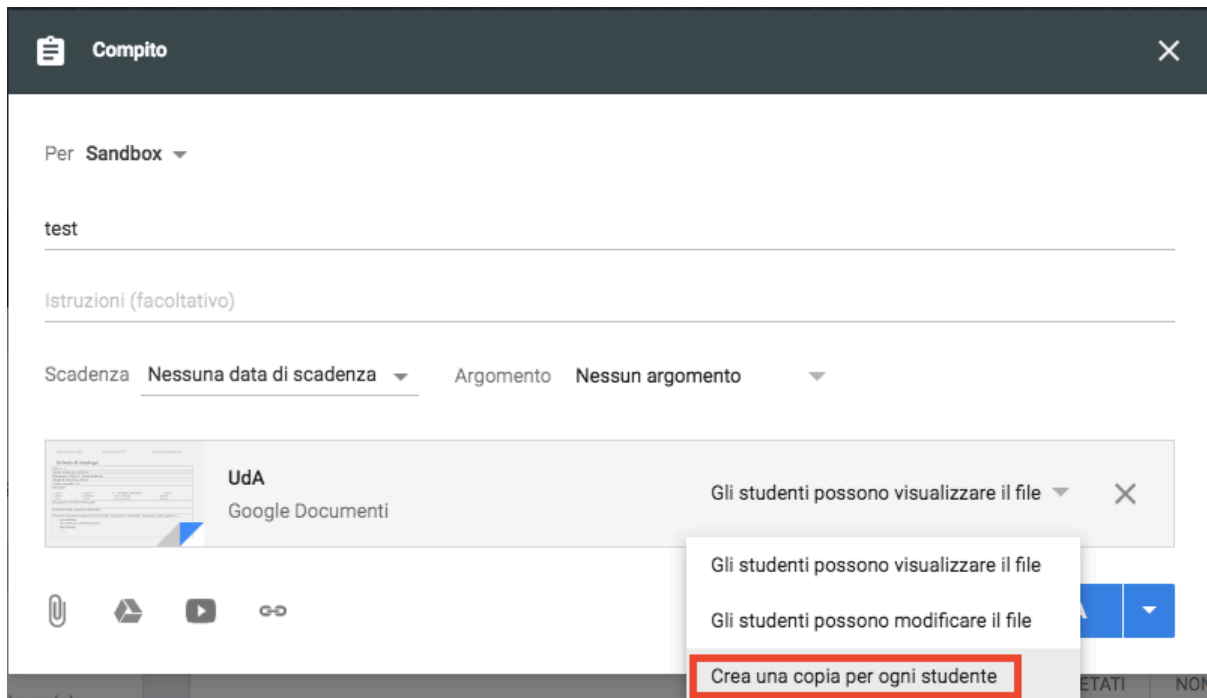 Compito
Per Sandbox
test
Istruzioni (facoltativo)
Scadenza Nessuna data di scadenza Argomento Nessun argomento
UdA
Google Documenti
Gli studenti possono visualizzare il file
Gli studenti possono visualizzare il file
Gli studenti possono modificare il file
Crea una copia per ogni studente